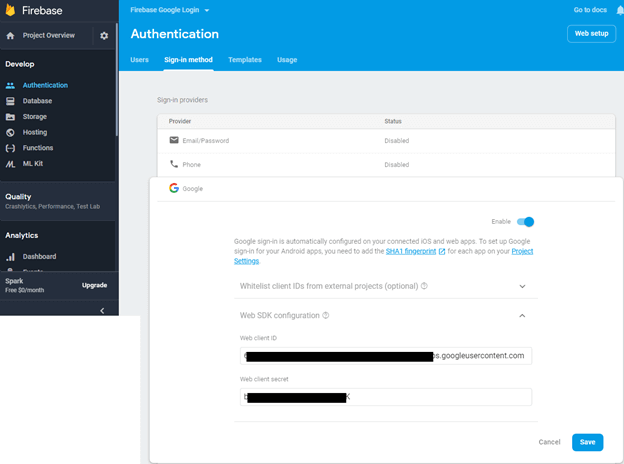 Firebase
Firebase Google Login
Go to docs
Project Overview
Authentication
Web setup
Users
Sign-in method
Templates
Usage
Develop
Authentication
Database
Storage
Hosting
Functions
ML Kit
Quality
Crashlytics, Performance, Test Lab
Analytics
Dashboard
Spark
Free $0/month
Upgrade
Sign-in providers
Provider
Status
Email/Password
Disabled
Phone
Disabled
Google
Enable
Google sign-in is automatically configured on your connected iOS and web apps. To set up Google
sign-in for your Android apps, you need to add the SHA1 fingerprint for each app on your Project
Settings.
Whitelist client IDs from external projects (optional)
Web SDK configuration
Web client ID
s.googleusercontent.com
Web client secret
Cancel
Save